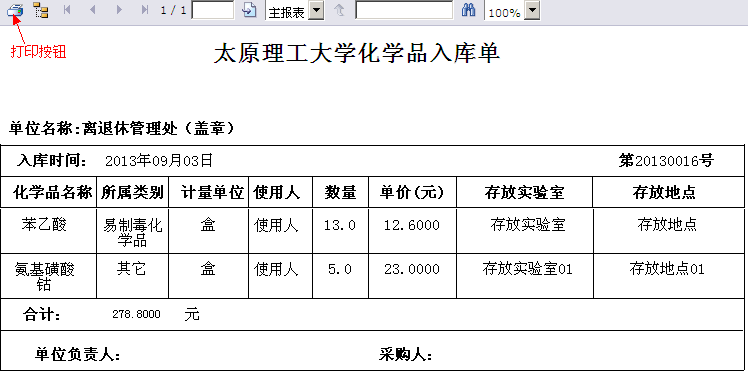 1 / 1 主报表 100%
打印按钮
太原理工大学化学品入库单
单位名称:离退休管理处（盖章）
入库时间: 2013年09月03日 第20130016号
化学品名称 所属类别 计量单位 使用人 数量 单价(元) 存放实验室 存放地点
苯乙酸 易制毒化学品 盒 使用人 13.0 12.6000 存放实验室 存放地点
氨基磺酸钴 其它 盒 使用人 5.0 23.0000 存放实验室01 存放地点01
合计: 278.8000 元
单位负责人: 采购人: